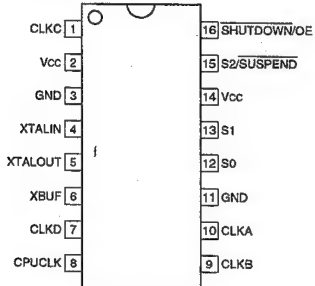 CLKC 1 16 SHUTDOWN/OE
Vcc 2 15 S2/SUSPEND
GND 3 14 Vcc
XTALIN 4 13 S1
XTALOUT 5 12 S0
XBUF 6 11 GND
CLKD 7 10 CLKA
CPUCLK 8 9 CLKB